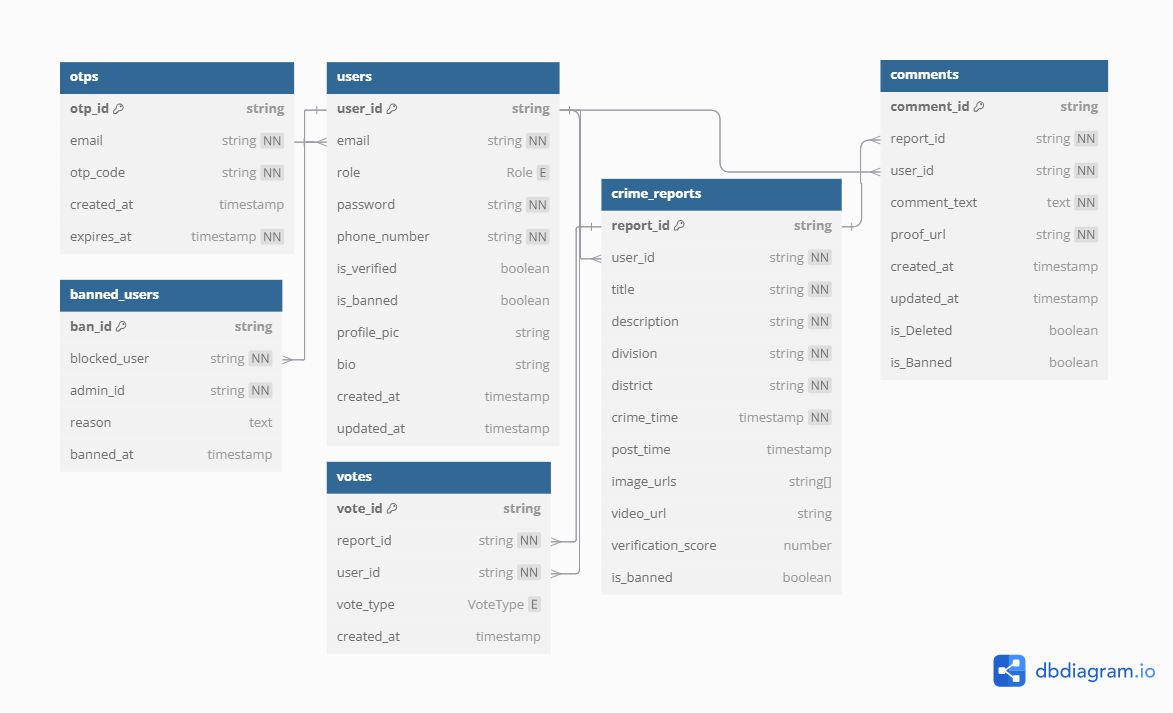 otps
otp_id string
email string NN
otp_code string NN
created_at timestamp
expires_at timestamp NN
banned_users
ban_id string
blocked_user string NN
admin_id string NN
reason text
banned_at timestamp
users
user_id string
email string NN
role Role E
password string NN
phone_number string NN
is_verified boolean
is_banned boolean
profile_pic string
bio string
created_at timestamp
updated_at timestamp
votes
vote_id string
report_id string NN
user_id string NN
vote_type VoteType E
created_at timestamp
crime_reports
report_id string
user_id string NN
title string NN
description string NN
division string NN
district string NN
crime_time timestamp NN
post_time timestamp
image_urls string[]
video_url string
verification_score number
is_banned boolean
comments
comment_id string
report_id string NN
user_id string NN
comment_text text NN
proof_url string NN
created_at timestamp
updated_at timestamp
is_Deleted boolean
is_Banned boolean
dbdiagram.io